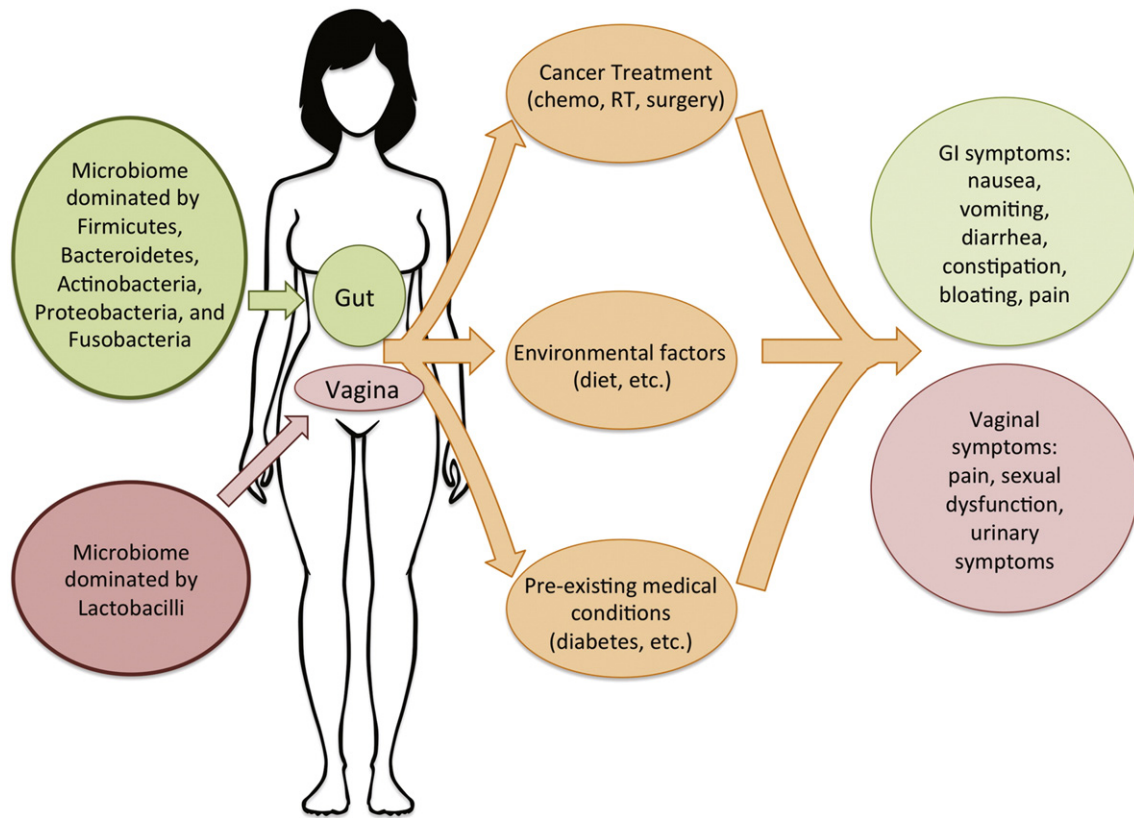 Microbiome
dominated by
Firmicutes,
Bacteroidetes,
Actinobacteria,
Proteobacteria, and
Fusobacteria
Gut
Vagina
Microbiome
dominated by
Lactobacilli
Cancer Treatment
(chemo, RT, surgery)
Environmental factors
(diet, etc.)
Pre-existing medical
conditions
(diabetes, etc.)
GI symptoms:
nausea,
vomiting,
diarrhea,
constipation,
bloating, pain
Vaginal
symptoms:
pain, sexual
dysfunction,
urinary
symptoms